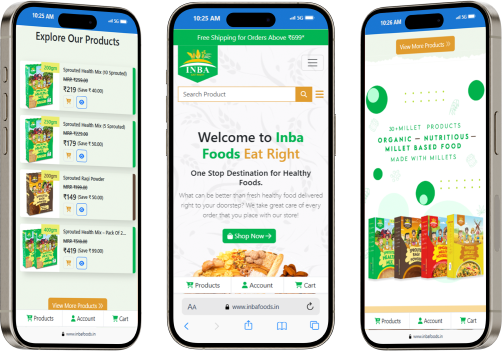 10:25 AM
5G
Explore Our Products
200gm
Sprouted Health Mix (10 Sprouted)
MRP ₹259.00
₹219 (Save ₹ 40.00)
200gm
Sprouted Health Mix (5 Sprouted)
MRP ₹229.00
₹179 (Save ₹ 50.00)
200gm
Sprouted Ragi Powder
MRP ₹199.00
₹149 (Save ₹ 50.00)
400gm
Sprouted Health Mix - Pack Of 2...
MRP ₹518.00
₹419 (Save ₹ 99.00)
View More Products
Products
Account
Cart
www.inbafoods.in
10:25 AM
5G
Free Shipping for Orders Above ₹699*
INBA
Search Product
Welcome to Inba
Foods Eat Right
One Stop Destination for Healthy
Foods.
What can be better than fresh healthy food delivered
right to your doorstep? We take great care of every
order that you place with our store!
Shop Now
Products
Account
Cart
AA
www.inbafoods.in
10:26 AM
5G
View More Products
30+MILLET PRODUCTS
ORGANIC — NUTRITIOUS —
MILLET BASED FOOD
MADE WITH MILLETS
Products
Account
Cart
www.inbafoods.in